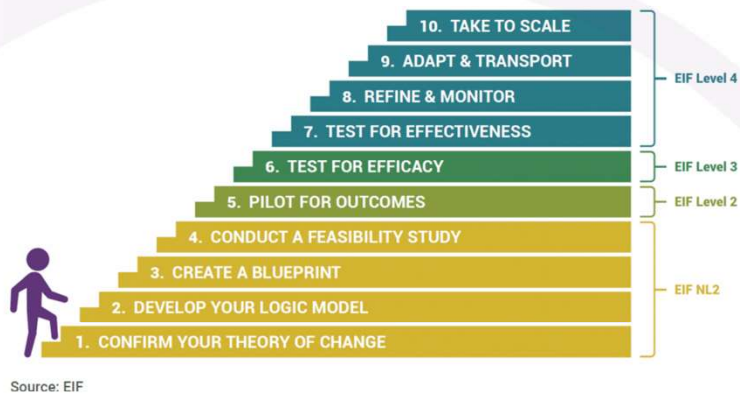 10. TAKE TO SCALE
9. ADAPT & TRANSPORT
EIF Level 4
8. REFINE & MONITOR
7. TEST FOR EFFECTIVENESS
6. TEST FOR EFFICACY
EIF Level 3
5. PILOT FOR OUTCOMES
EIF Level 2
4. CONDUCT A FEASIBILITY STUDY
3. CREATE A BLUEPRINT
EIF NL2
2. DEVELOP YOUR LOGIC MODEL
1. CONFIRM YOUR THEORY OF CHANGE
Source: EIF